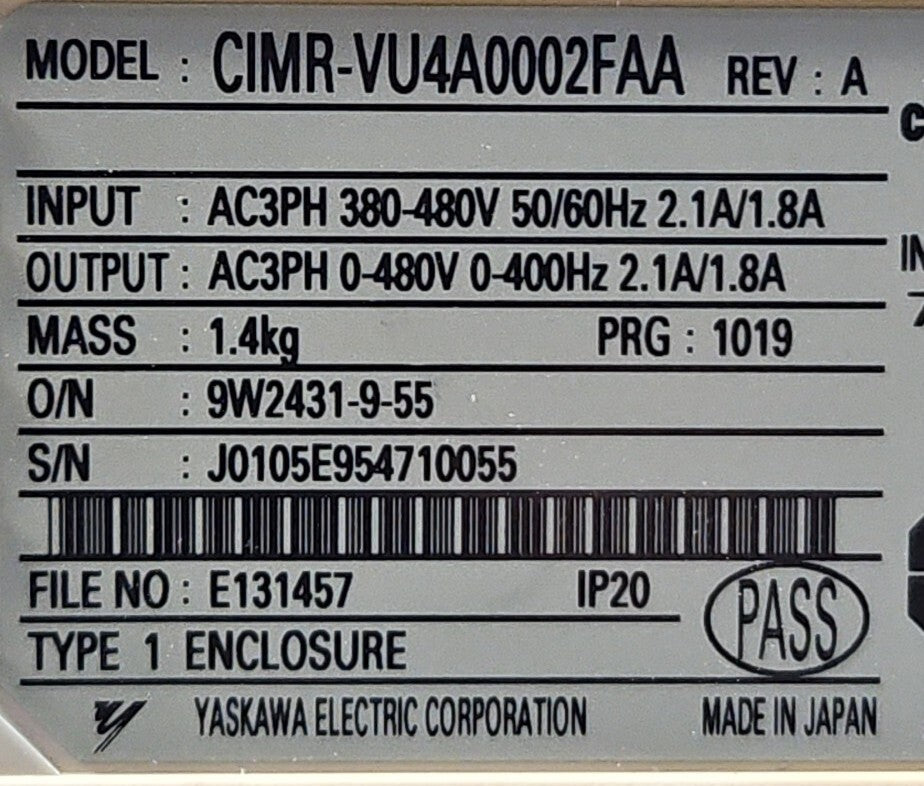 MODEL : CIMR-VU4A0002FAA REV : A
INPUT : AC3PH 380-480V 50/60Hz 2.1A/1.8A
OUTPUT : AC3PH 0-480V 0-400Hz 2.1A/1.8A
MASS : 1.4kg PRG : 1019
O/N : 9W2431-9-55
S/N : J0105E954710055
FILE NO : E131457 IP20
PASS
TYPE 1 ENCLOSURE
YASKAWA ELECTRIC CORPORATION MADE IN JAPAN